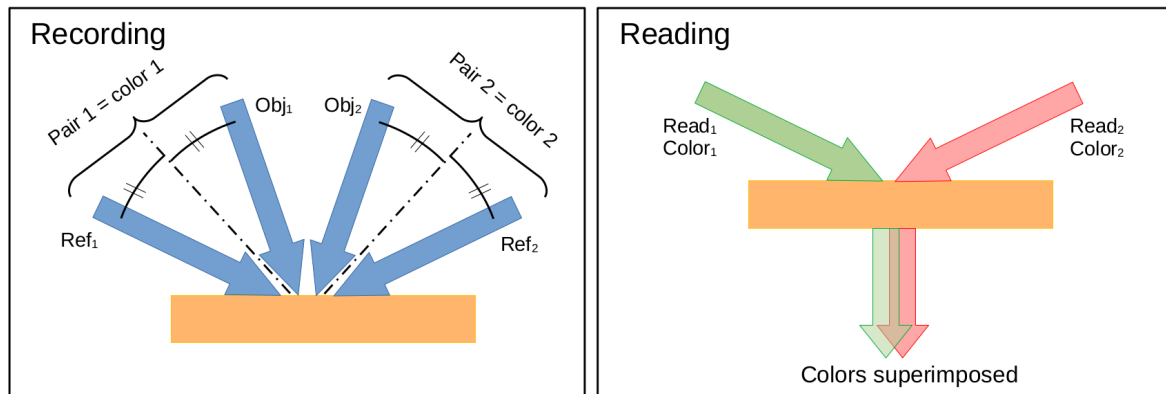 Recording
Pair 1 = color 1
Obj₁
Obj₂
Pair 2 = color 2
Ref₁
Ref₂
Reading
Read₁
Color₁
Read₂
Color₂
Colors superimposed